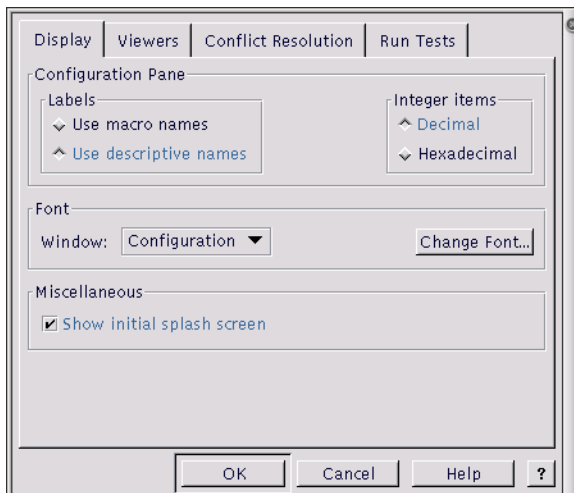 Display Viewers Conflict Resolution Run Tests
Configuration Pane
Labels
Use macro names
Use descriptive names
Integer items
Decimal
Hexadecimal
Font
Window: Configuration Change Font...
Miscellaneous
Show initial splash screen
OK Cancel Help ?